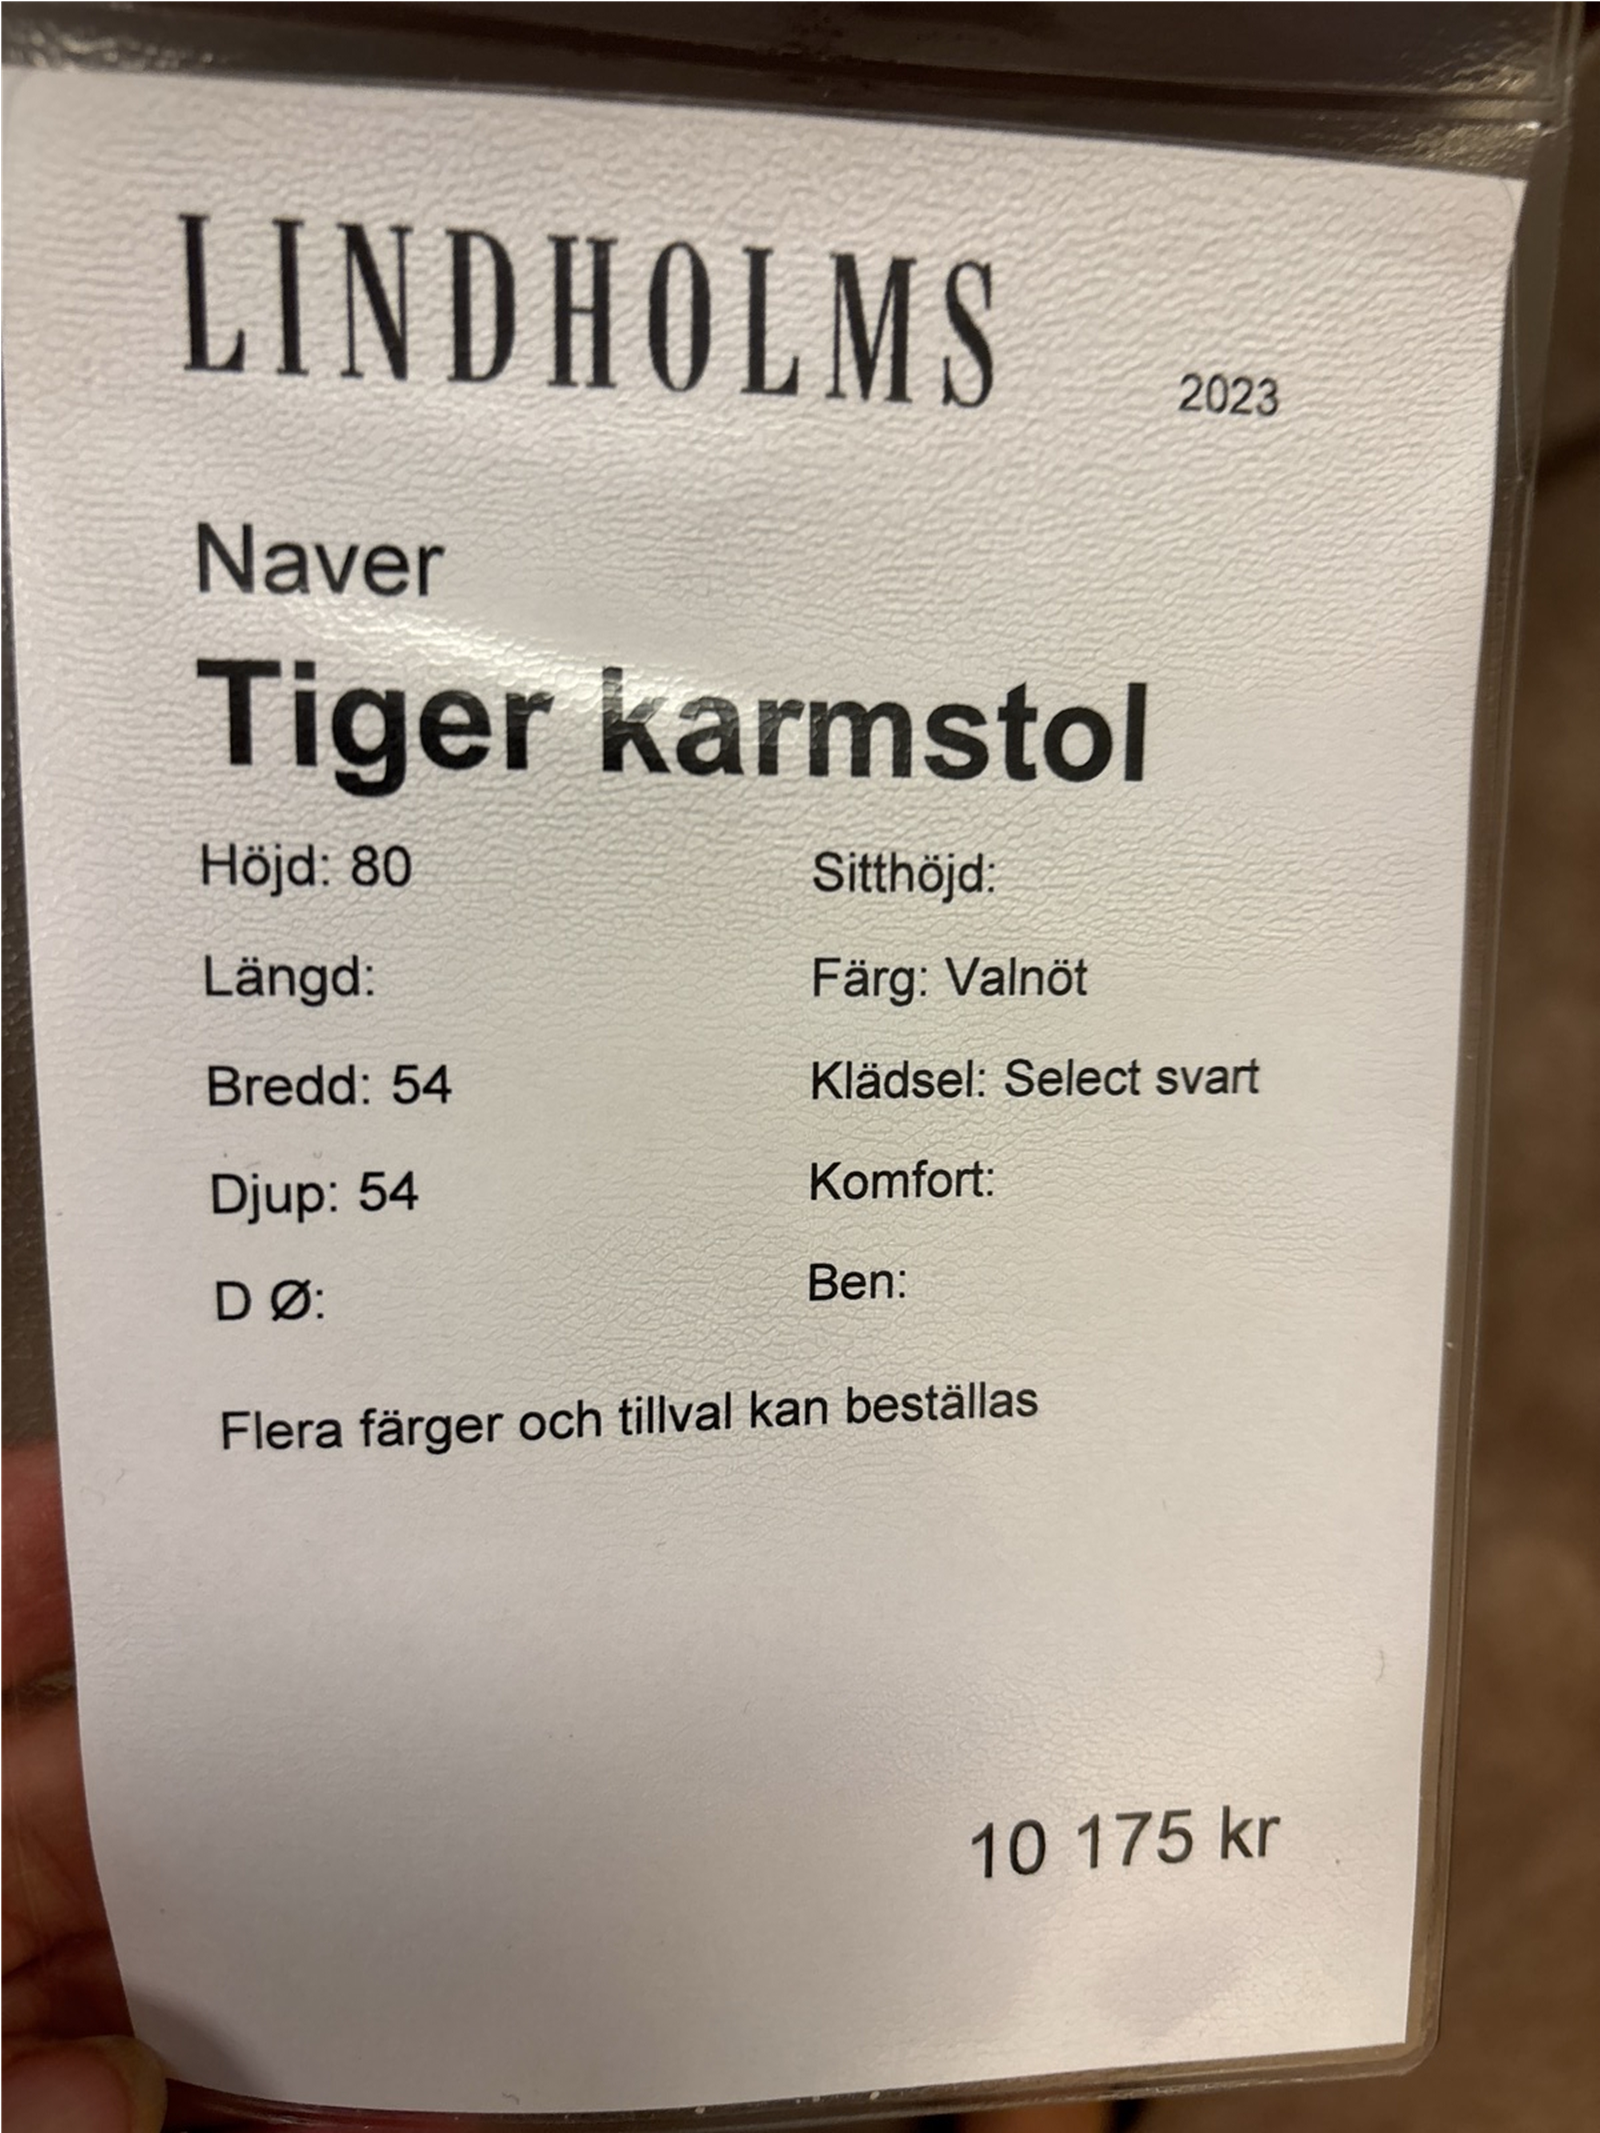 LINDHOLMS
2023
Naver
Tiger karmstol
Höjd: 80
Längd:
Bredd: 54
Djup: 54
D Ø:
Sitthöjd:
Färg: Valnöt
Klädsel: Select svart
Komfort:
Ben:
Flera färger och tillval kan beställas
10 175 kr